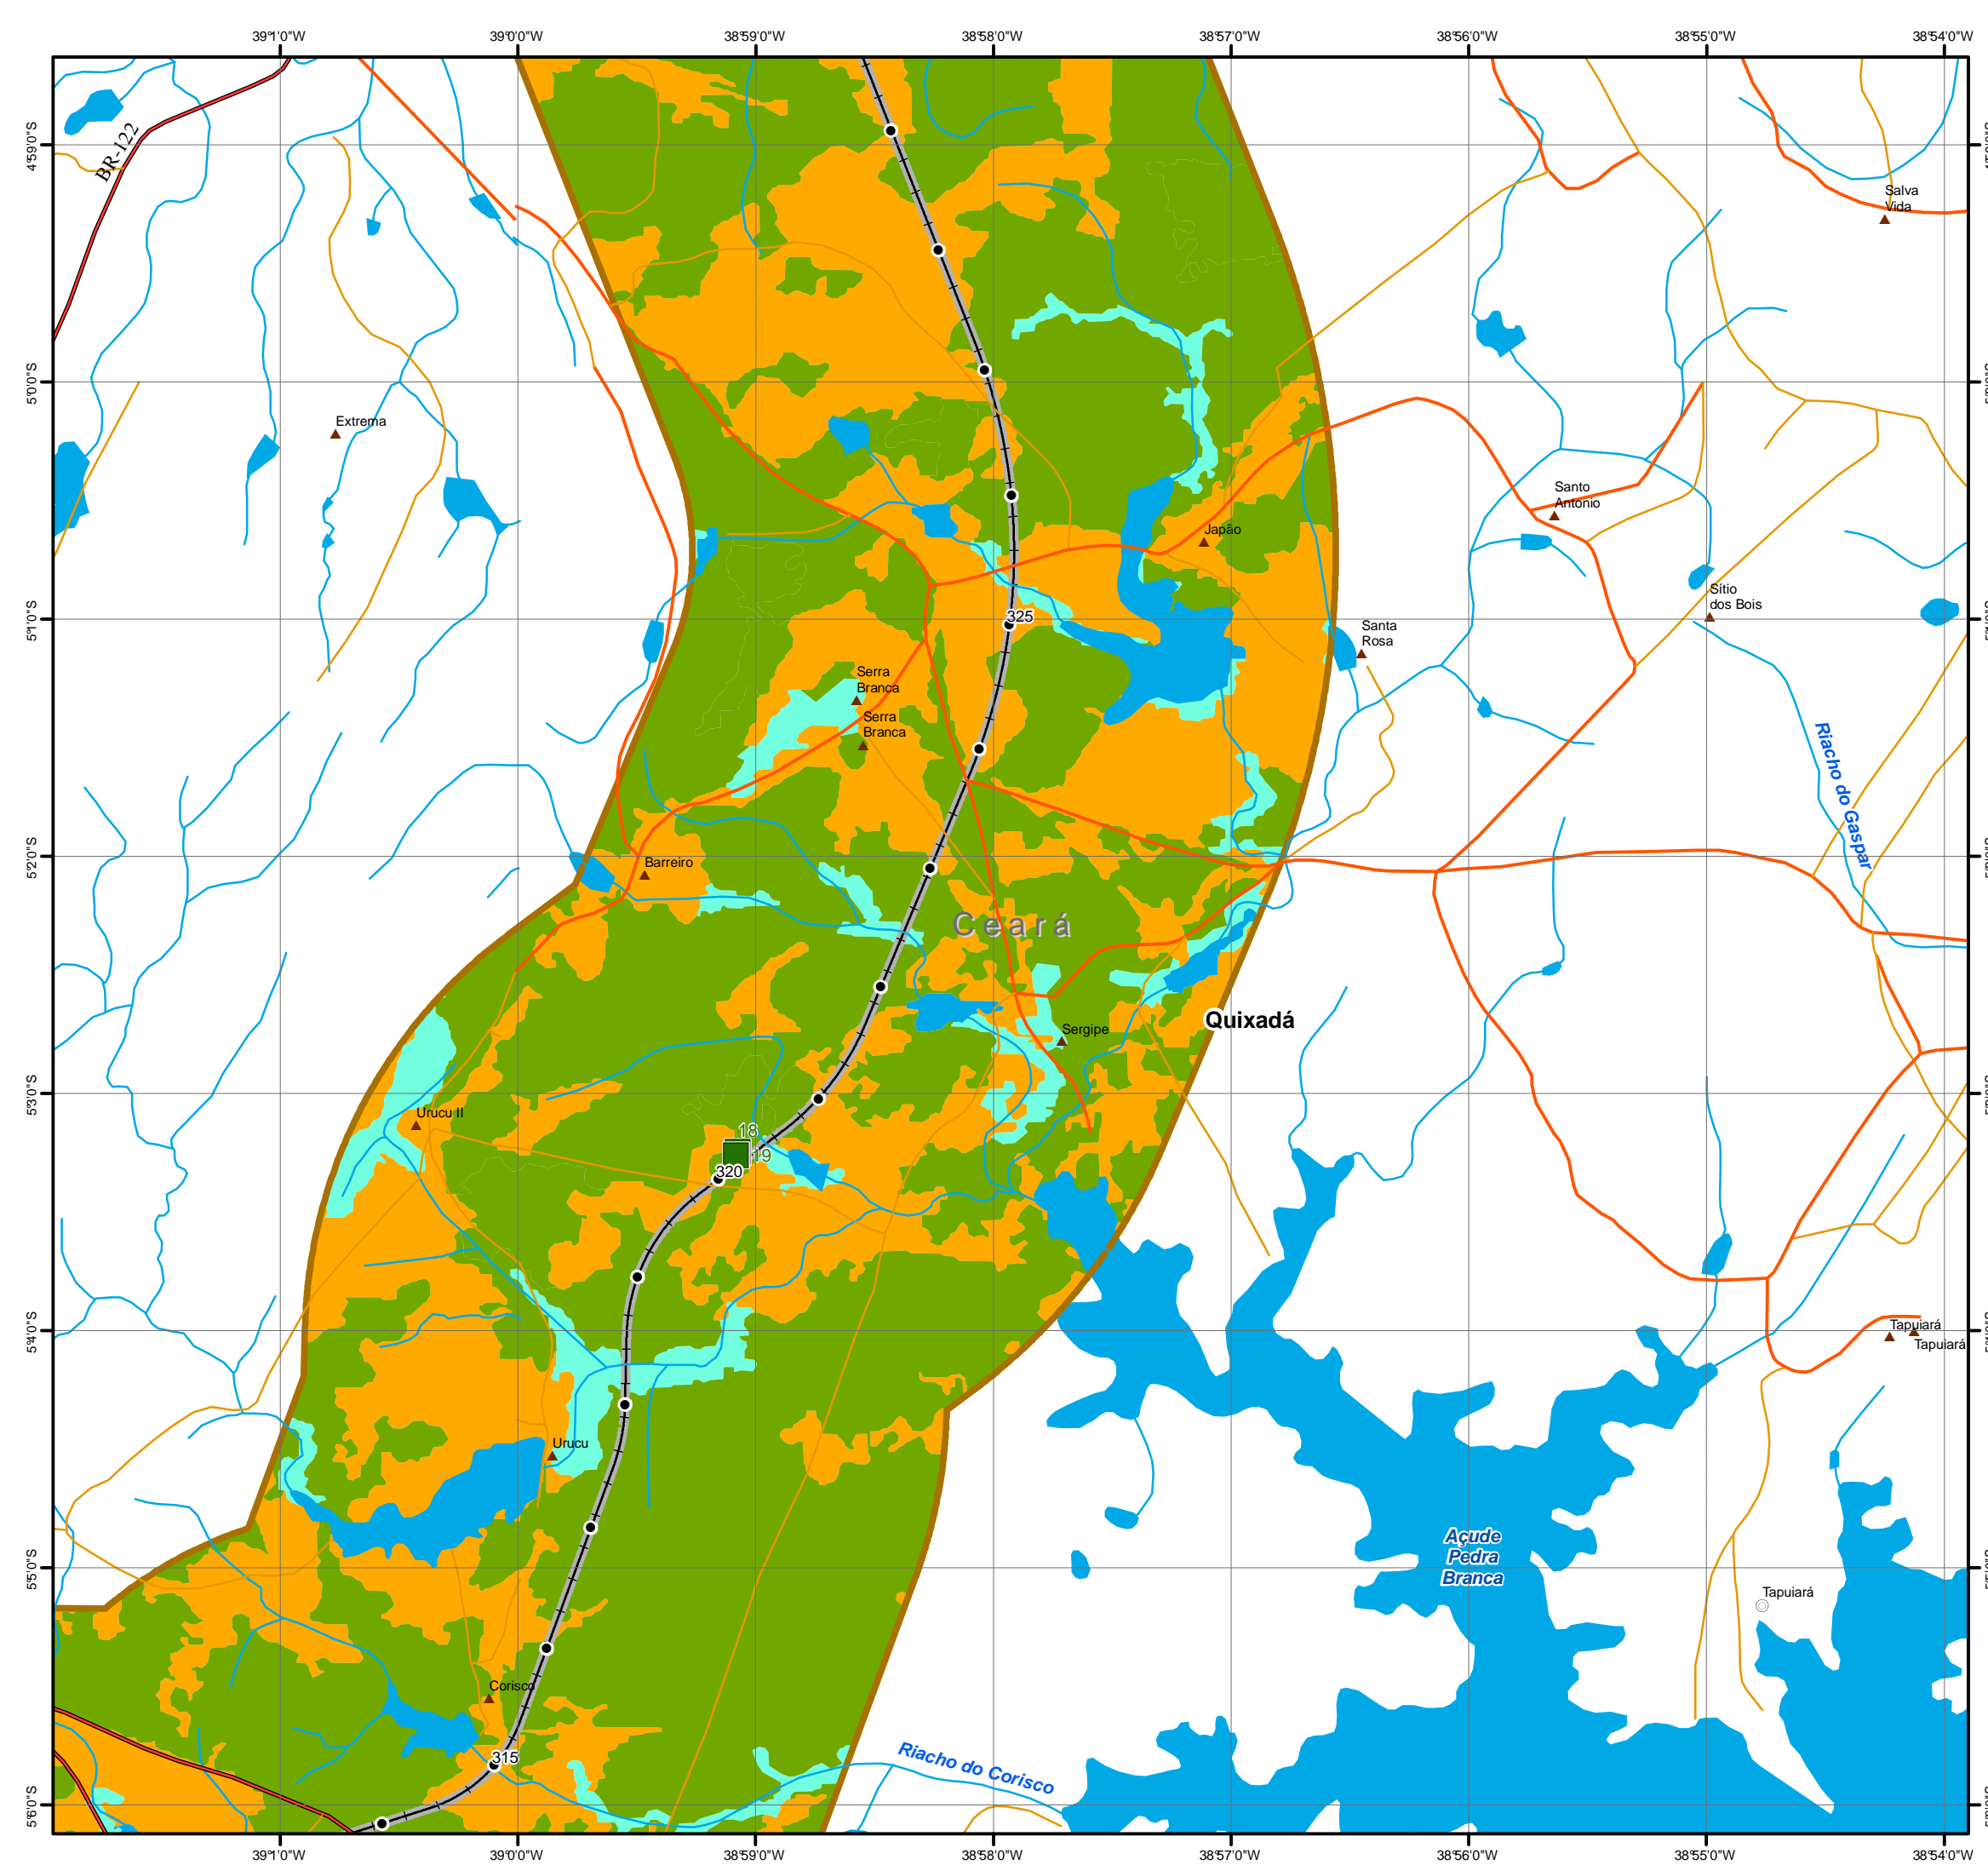 39°1'0"W
39°0'0"W
38°59'0"W
38°58'0"W
38°57'0"W
38°56'0"W
38°55'0"W
38°54'0"W
4°59'0"S
5°0'0"S
5°1'0"S
5°2'0"S
5°3'0"S
5°4'0"S
5°5'0"S
5°6'0"S
BR-122
Salva
Vida
Extrema
Santo
Antonio
Japão
Sítio
dos Bois
325
Santa
Rosa
Serra
Branca
Serra
Branca
Riacho do Gaspar
Barreiro
Ceará
Quixadá
Sergipe
Urucu II
18
19
320
Tapuiará
Tapuiará
Urucu
Açude
Pedra
Branca
Tapuiará
Corisco
315
Riacho do Corisco
39°1'0"W
39°0'0"W
38°59'0"W
38°58'0"W
38°57'0"W
38°56'0"W
38°55'0"W
38°54'0"W